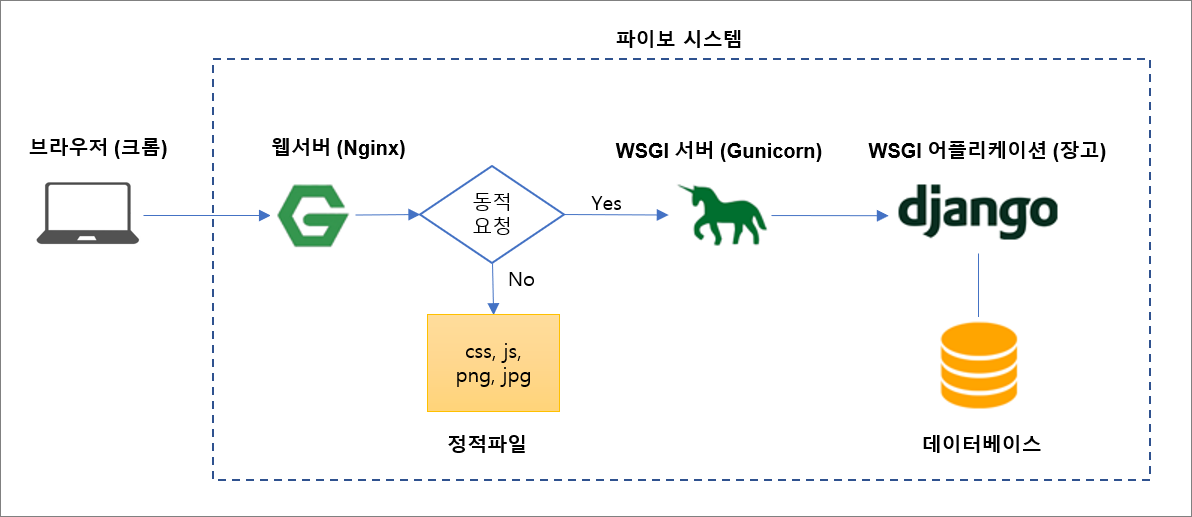 파이보 시스템
브라우저 (크롬)
웹서버 (Nginx)
WSGI 서버 (Gunicorn)
WSGI 어플리케이션 (장고)
동적
요청
Yes
django
No
css, js,
png, jpg
정적파일
데이터베이스